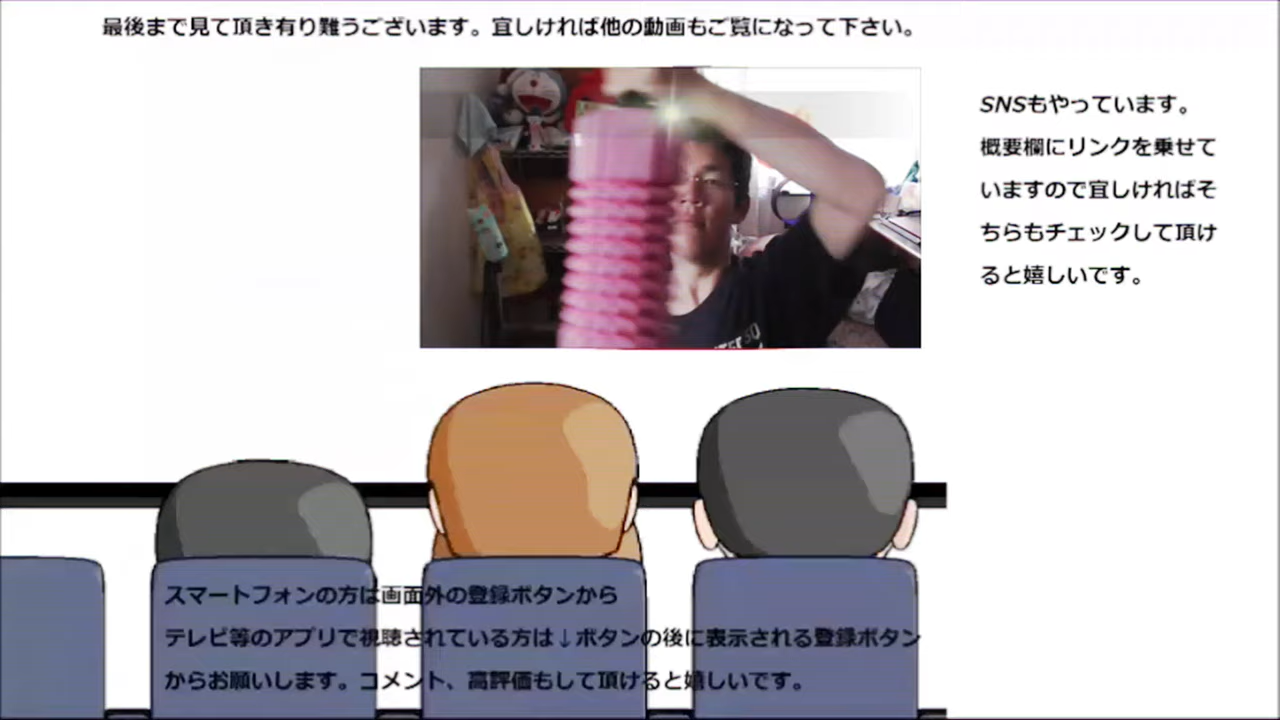 最後まで見て頂き有り難うございます。宜しければ他の動画もご覧になって下さい。
SNSもやっています。
概要欄にリンクを乗せて
いますので宜しければそ
ちらもチェックして頂け
ると嬉しいです。
スマートフォンの方は画面外の登録ボタンから
テレビ等のアプリで視聴されている方は↓ボタンの後に表示される登録ボタン
からお願いします。コメント、高評価もして頂けると嬉しいです。